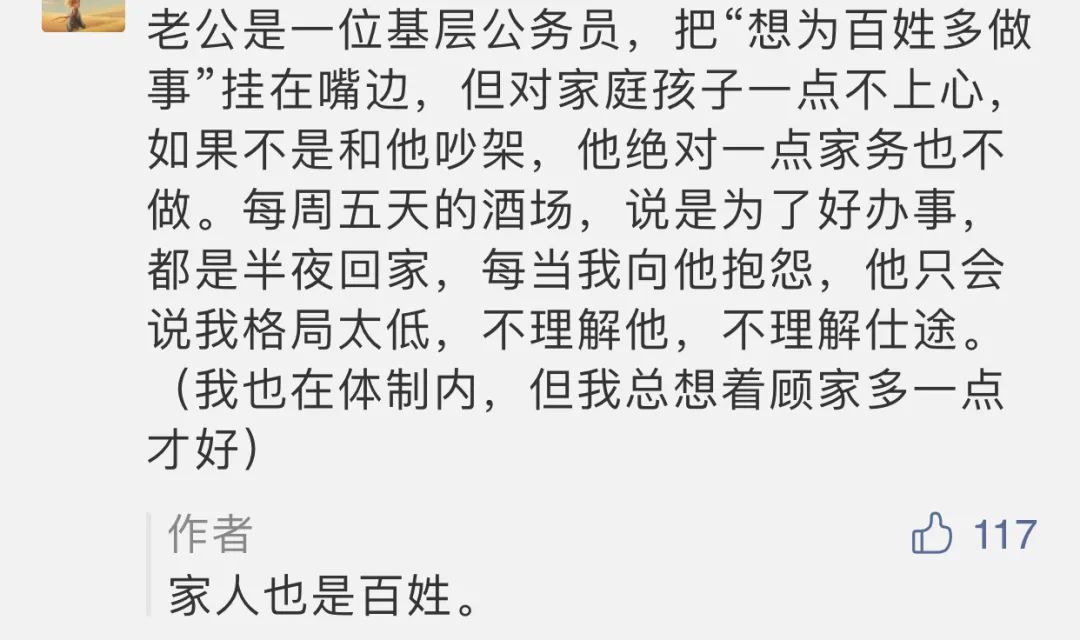 老公是一位基层公务员，把“想为百姓多做
事”挂在嘴边，但对家庭孩子一点不上心，
如果不是和他吵架，他绝对一点家务也不
做。每周五天的酒场，说是为了好办事，
都是半夜回家，每当我向他抱怨，他只会
说我格局太低，不理解他，不理解仕途。
（我也在体制内，但我总想着顾家多一点
才好）
作者
117
家人也是百姓。